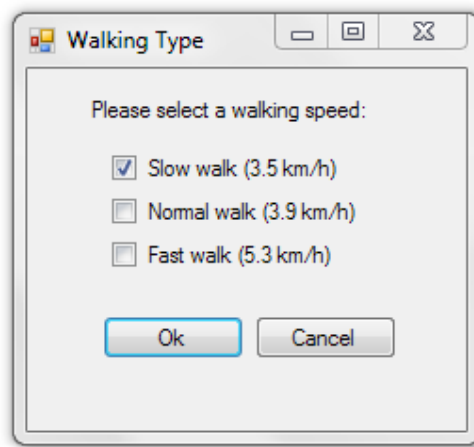 Walking Type
Please select a walking speed:
Slow walk (3.5 km/h)
Normal walk (3.9 km/h)
Fast walk (5.3 km/h)
Ok
Cancel